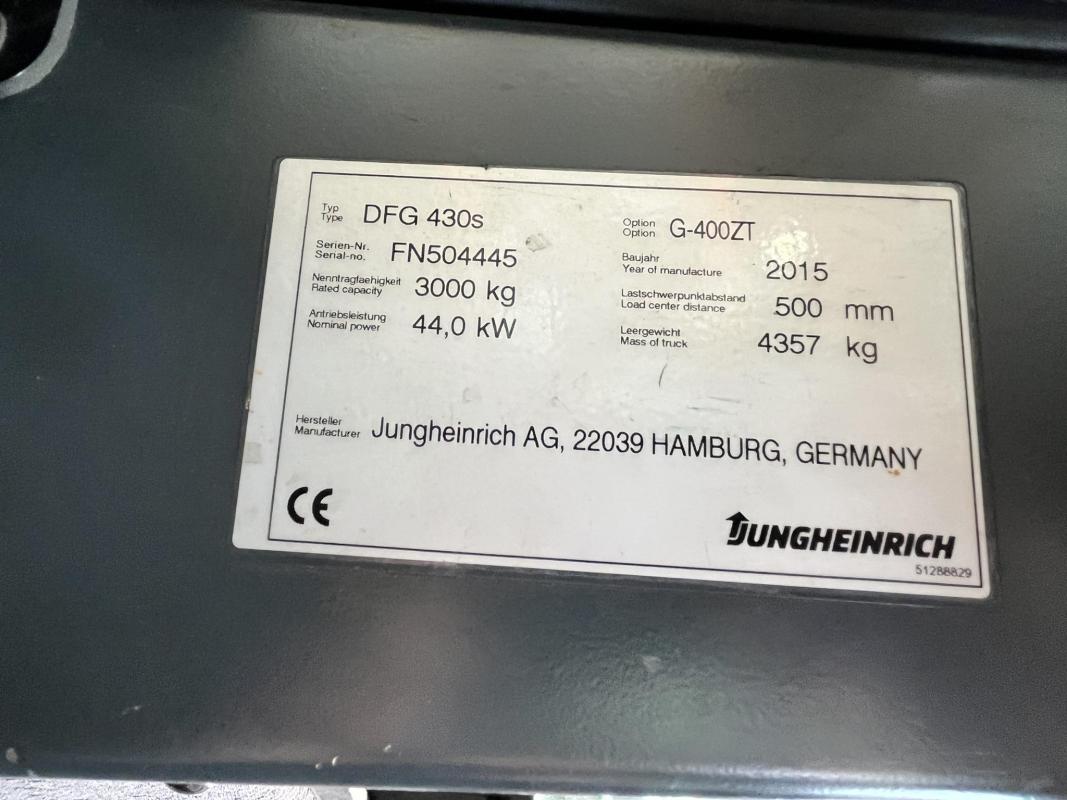 Typ
Type DFG 430s
Option
Option G-400ZT
Serien-Nr.
Serial-no. FN504445
Baujahr
Year of manufacture 2015
Nenntragfaehigkeit
Rated capacity 3000 kg
Lastschwerpunktabstand
Load center distance 500 mm
Antriebsleistung
Nominal power 44,0 kW
Leergewicht
Mass of truck 4357 kg
Hersteller
Manufacturer Jungheinrich AG, 22039 HAMBURG, GERMANY
CE
JUNGHEINRICH
51288829